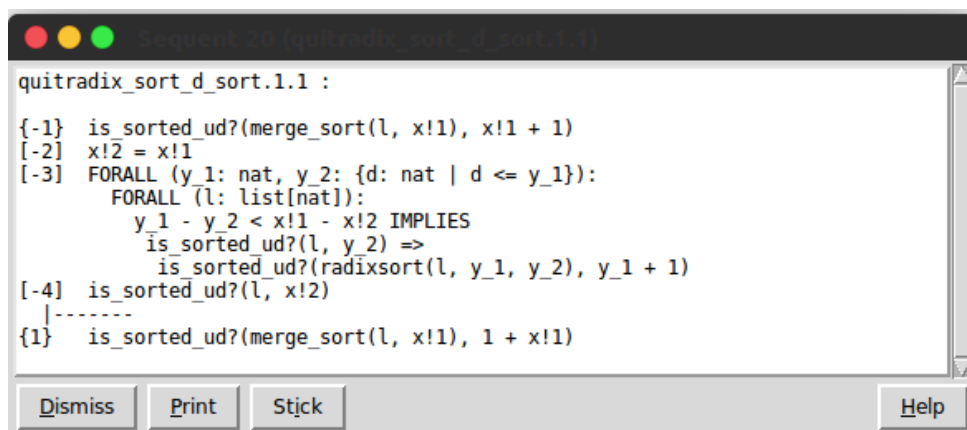 Sequent 20 (quitradix_sort_d_sort.1.1)
quitradix_sort_d_sort.1.1 :
{-1} is_sorted_ud?(merge_sort(l, x!1), x!1 + 1)
[-2] x!2 = x!1
[-3] FORALL (y_1: nat, y_2: {d: nat | d <= y_1}):
FORALL (l: list[nat]):
y_1 - y_2 < x!1 - x!2 IMPLIES
is_sorted_ud?(l, y_2) =>
is_sorted_ud?(radixsort(l, y_1, y_2), y_1 + 1)
[-4] is_sorted_ud?(l, x!2)
|-------
{1} is_sorted_ud?(merge_sort(l, x!1), 1 + x!1)
Dismiss Print Stick Help